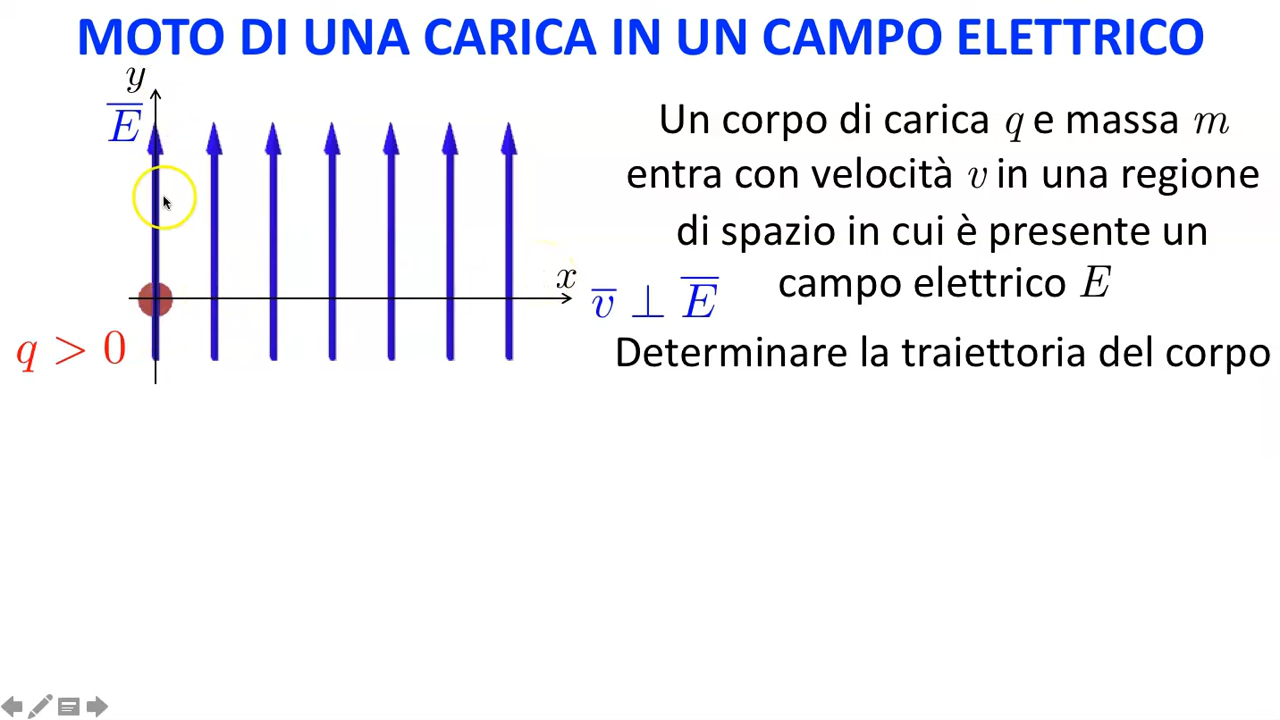 MOTO DI UNA CARICA IN UN CAMPO ELETTRICO
y
E̅
x
q > 0
v̅ ⊥ E̅
Un corpo di carica q e massa m
entra con velocità v in una regione
di spazio in cui è presente un
campo elettrico E
Determinare la traiettoria del corpo